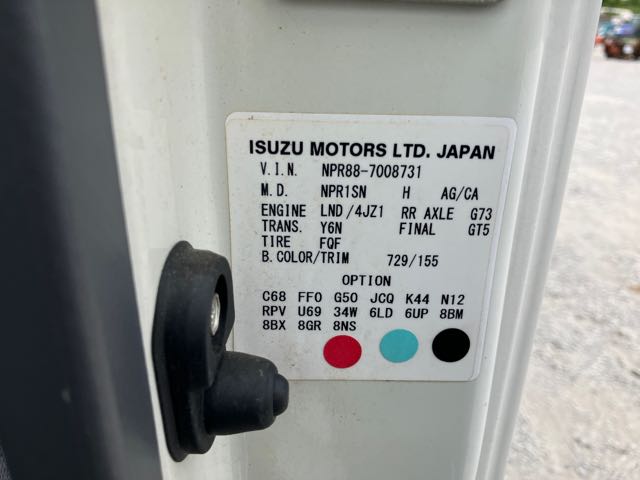 ISUZU MOTORS LTD. JAPAN
V.I.N. NPR88-7008731
M.D. NPR1SN H AG/CA
ENGINE LND/4JZ1 RR AXLE G73
TRANS. Y6N FINAL GT5
TIRE FQF
B.COLOR/TRIM 729/155
OPTION
C68 FF0 G50 JCQ K44 N12
RPV U69 34W 6LD 6UP 8BM
8BX 8GR 8NS